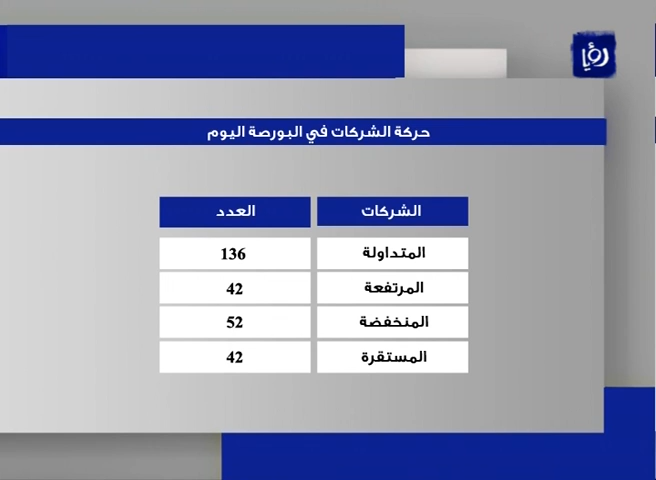 رؤيا
حركة الشركات في البورصة اليوم
الشركات العدد
المتداولة 136
المرتفعة 42
المنخفضة 52
المستقرة 42